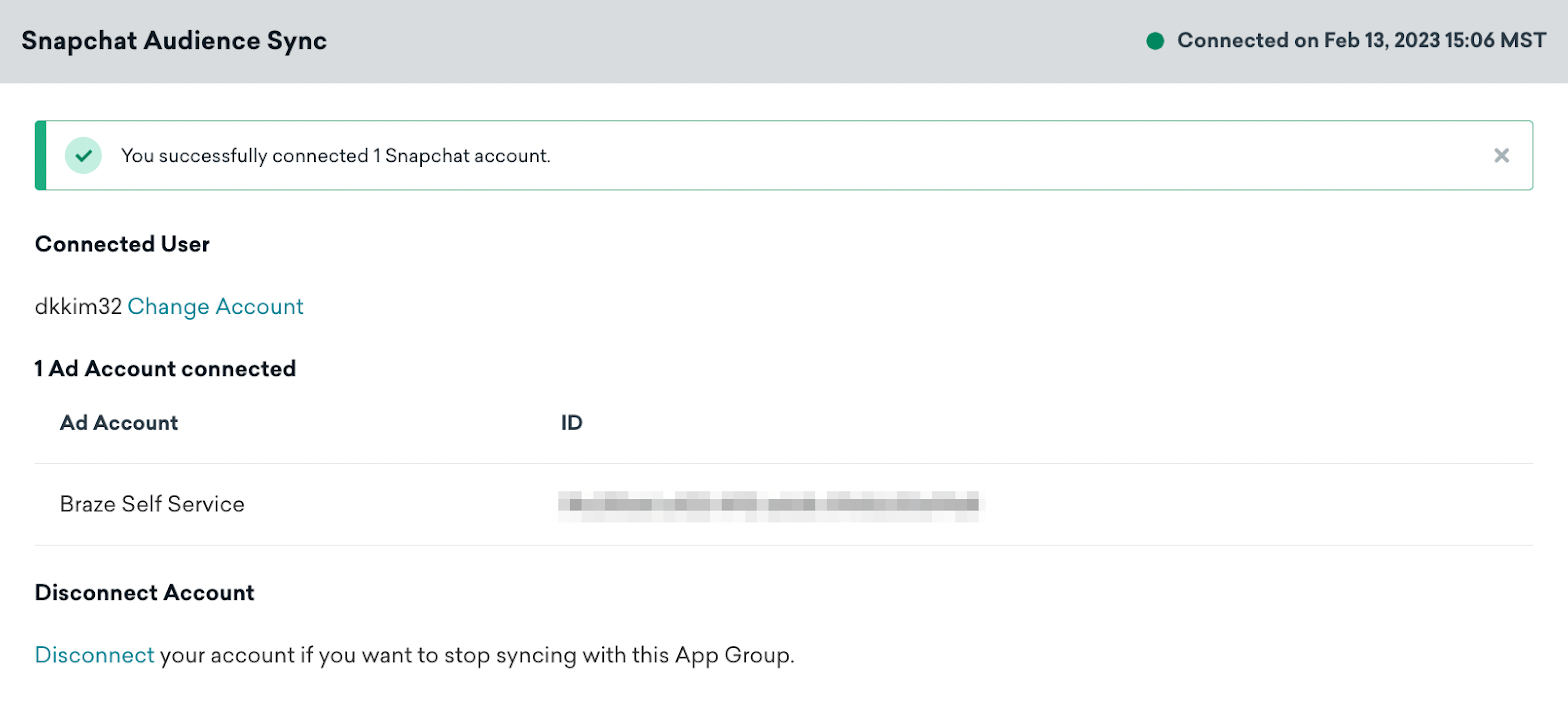 Snapchat Audience Sync
Connected on Feb 13, 2023 15:06 MST
You successfully connected 1 Snapchat account.
Connected User
dkkim32 Change Account
1 Ad Account connected
Ad Account ID
Braze Self Service
Disconnect Account
Disconnect your account if you want to stop syncing with this App Group.